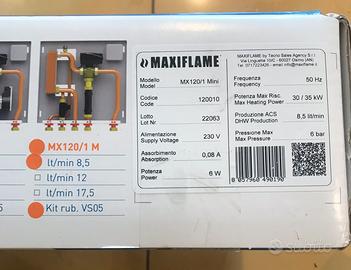 MAXIFLAME
MAXIFLAME by Tecno Sales Agency S.r.l
Via Linguetta 10/C - 60027 Osimo (AN)
Modello
Model
MX120/1 Mini
Codice
Code
120010
Lotto
Lot
22063
Alimentazione
Supply Voltage
230 V
Assorbimento
Absorption
0,08 A
Potenza
Power
6 W
Frequenza
Frequency
50 Hz
Potenza Max Risc.
Max Heating Power
30 / 35 kW
Produzione ACS
DHW Production
8,5 lt/min
Pressione Max
Max Pressure
6 bar
8 055960 490190
MX120/1 M
lt/min 8,5
lt/min 12
lt/min 17,5
Kit rub. VS05
subito